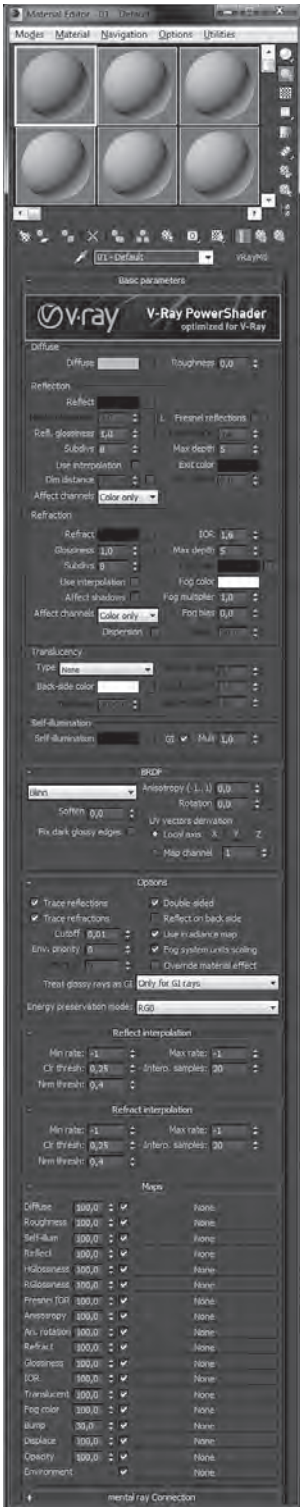 Material Editor - 01 - Default
Modes Material Navigation Options Utilities
01 - Default VRayMtl
- Basic parameters
v·ray V-Ray PowerShader
optimized for V-Ray
Diffuse
Diffuse Roughness 0,0
Reflection
Reflect
L Fresnel reflections
Refl. glossiness 1,0
Subdivs 8 Max depth 5
Use interpolation Exit color
Dim distance
Affect channels Color only
Refraction
Refract IOR 1,6
Glossiness 1,0 Max depth 5
Subdivs 8
Use interpolation Fog color
Affect shadows Fog multiplier 1,0
Affect channels Color only Fog bias 0,0
Dispersion
Translucency
Type None
Back-side color
Self-illumination
Self-illumination GI Mult 1,0
- BRDF
Blinn Anisotropy (-1..1) 0,0
Rotation 0,0
Soften 0,0
UV vectors derivation
Fix dark glossy edges Local axis X Y Z
Map channel 1
- Options
Trace reflections Double-sided
Trace refractions Reflect on back side
Cutoff 0,01 Use irradiance map
Env. priority 0 Fog system units scaling
Override material effect
Treat glossy rays as GI Only for GI rays
Energy preservation mode: RGB
- Reflect interpolation
Min rate: -1 Max rate: -1
Clr thresh: 0,25 Interp. samples: 20
Nrm thresh: 0,4
- Refract interpolation
Min rate: -1 Max rate: -1
Clr thresh: 0,25 Interp. samples: 20
Nrm thresh: 0,4
- Maps
Diffuse 100,0 None
Roughness 100,0 None
Self-illum 100,0 None
Reflect 100,0 None
HGlossiness 100,0 None
RGlossiness 100,0 None
Fresnel IOR 100,0 None
Anisotropy 100,0 None
An. rotation 100,0 None
Refract 100,0 None
Glossiness 100,0 None
IOR 100,0 None
Translucent 100,0 None
Fog color 100,0 None
Bump 30,0 None
Displace 100,0 None
Opacity 100,0 None
Environment None
+ mental ray Connection